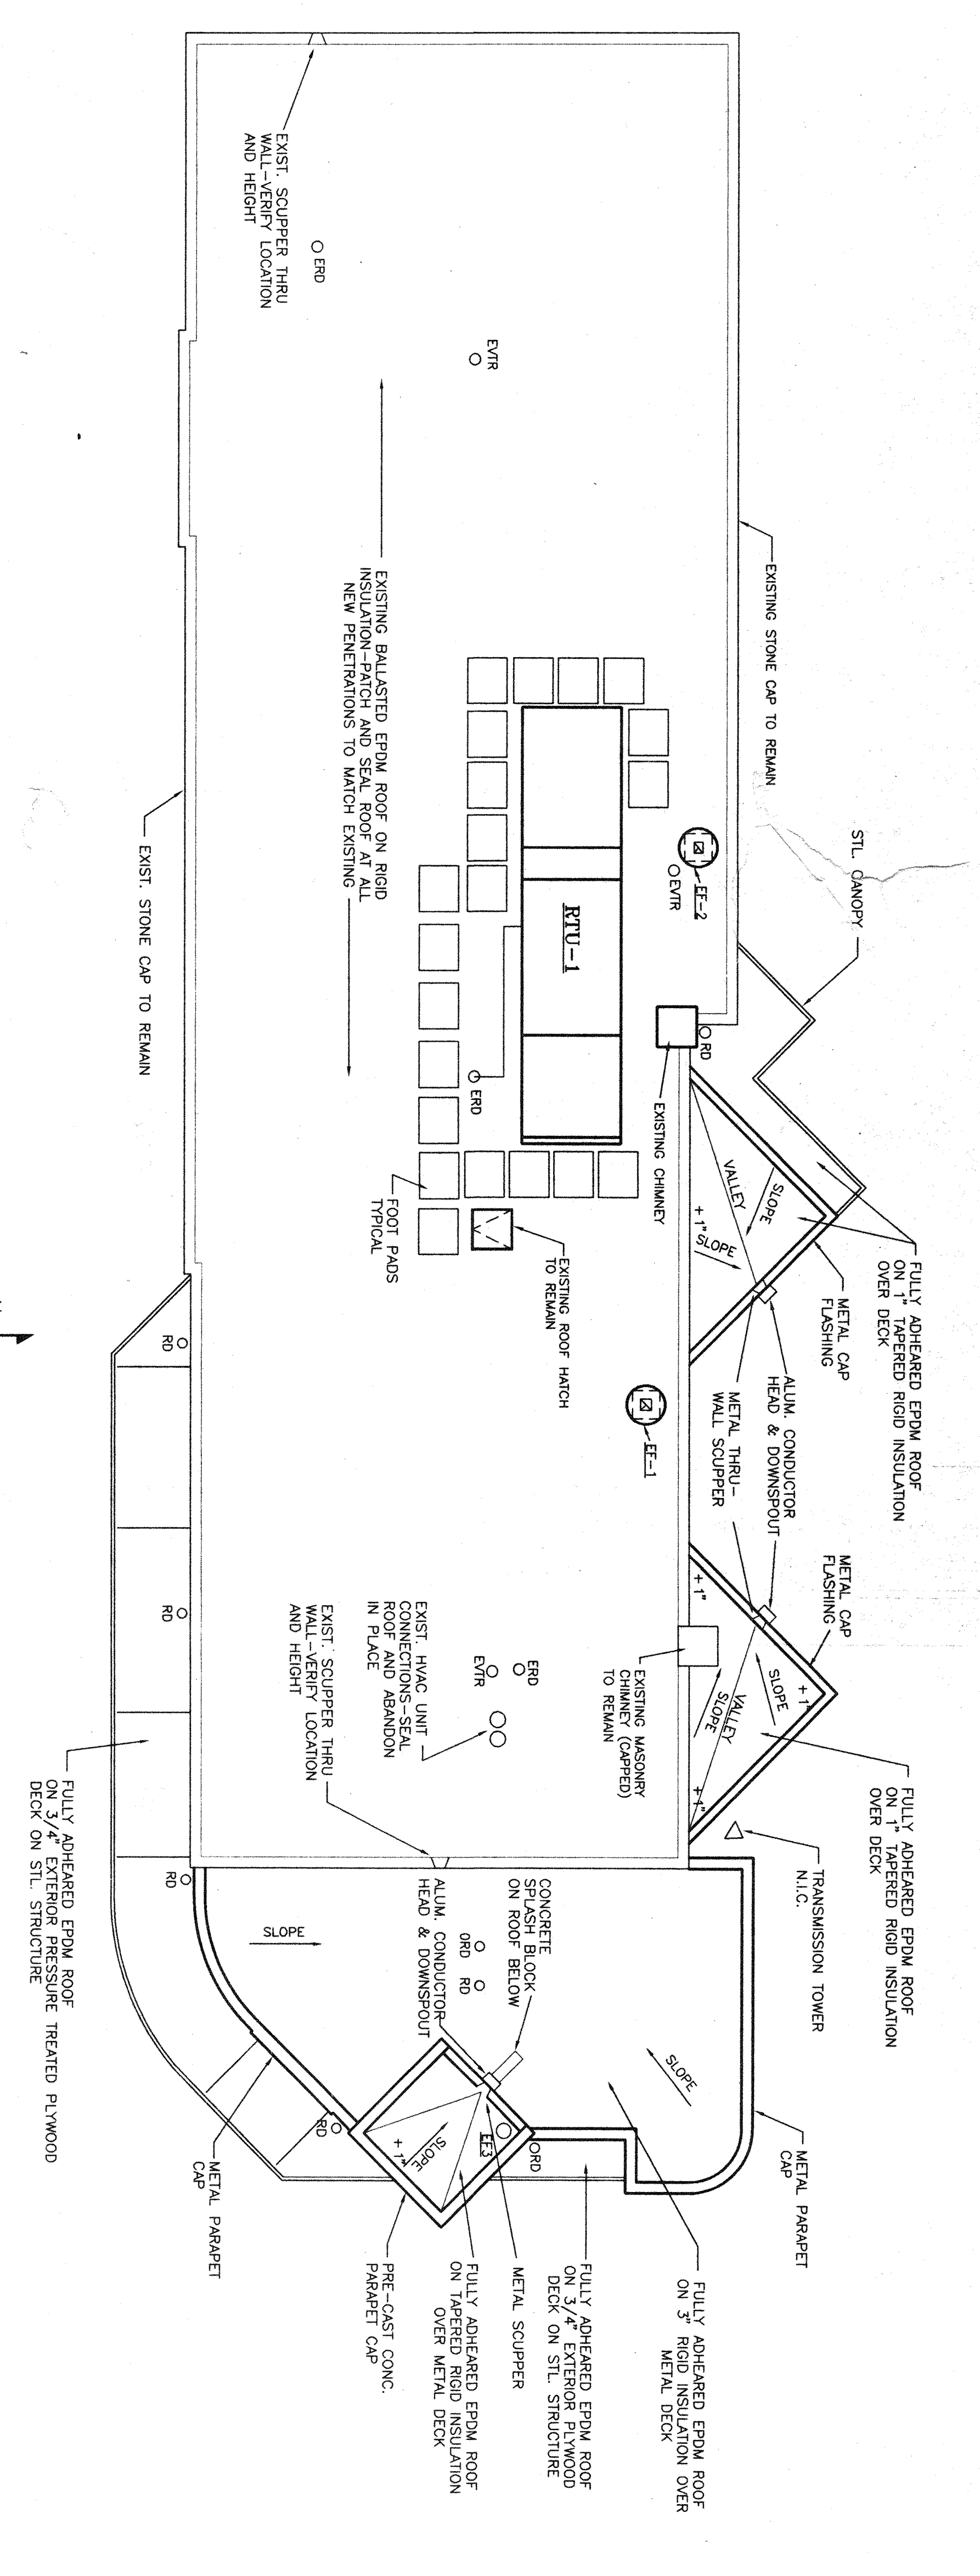 EXIST. SCUPPER THRU
WALL-VERIFY LOCATION
AND HEIGHT
ERD
EVTR
EXISTING STONE CAP TO REMAIN
EXISTING BALLASTED EPDM ROOF ON RIGID
INSULATION-PATCH AND SEAL ROOF AT ALL
NEW PENETRATIONS TO MATCH EXISTING
EXIST. STONE CAP TO REMAIN
STL. CANOPY
EF-2
EVTR
RTU-1
RD
ERD
EXISTING CHIMNEY
FOOT PADS
TYPICAL
EXISTING ROOF HATCH
TO REMAIN
VALLEY
SLOPE
+ 1"
SLOPE
FULLY ADHEARED EPDM ROOF
ON 1" TAPERED RIGID INSULATION
OVER DECK
METAL CAP
FLASHING
ALUM. CONDUCTOR
HEAD & DOWNSPOUT
METAL THRU-
WALL SCUPPER
EF-1
RD
METAL CAP
FLASHING
+ 1"
+ 1"
SLOPE
VALLEY
SLOPE
+ 1"
FULLY ADHEARED EPDM ROOF
ON 1" TAPERED RIGID INSULATION
OVER DECK
EXISTING MASONRY
CHIMNEY (CAPPED)
TO REMAIN
ERD
EVTR
EXIST. HVAC UNIT
CONNECTIONS-SEAL
ROOF AND ABANDON
IN PLACE
EXIST. SCUPPER THRU
WALL-VERIFY LOCATION
AND HEIGHT
RD
FULLY ADHEARED EPDM ROOF
ON 3/4" EXTERIOR PRESSURE TREATED PLYWOOD
DECK ON STL. STRUCTURE
TRANSMISSION TOWER
N.I.C.
RD
SLOPE
CONCRETE
SPLASH BLOCK
ON ROOF BELOW
ALUM. CONDUCTOR
HEAD & DOWNSPOUT
ORD
RD
SLOPE
RD
EF3
SLOPE
+ 1"
ORD
METAL PARAPET
CAP
METAL PARAPET
CAP
FULLY ADHEARED EPDM ROOF
ON 3" RIGID INSULATION OVER
METAL DECK
FULLY ADHEARED EPDM ROOF
ON 3/4" EXTERIOR PLYWOOD
DECK ON STL. STRUCTURE
METAL SCUPPER
FULLY ADHEARED EPDM ROOF
ON TAPERED RIGID INSULATION
OVER METAL DECK
PRE-CAST CONC.
PARAPET CAP